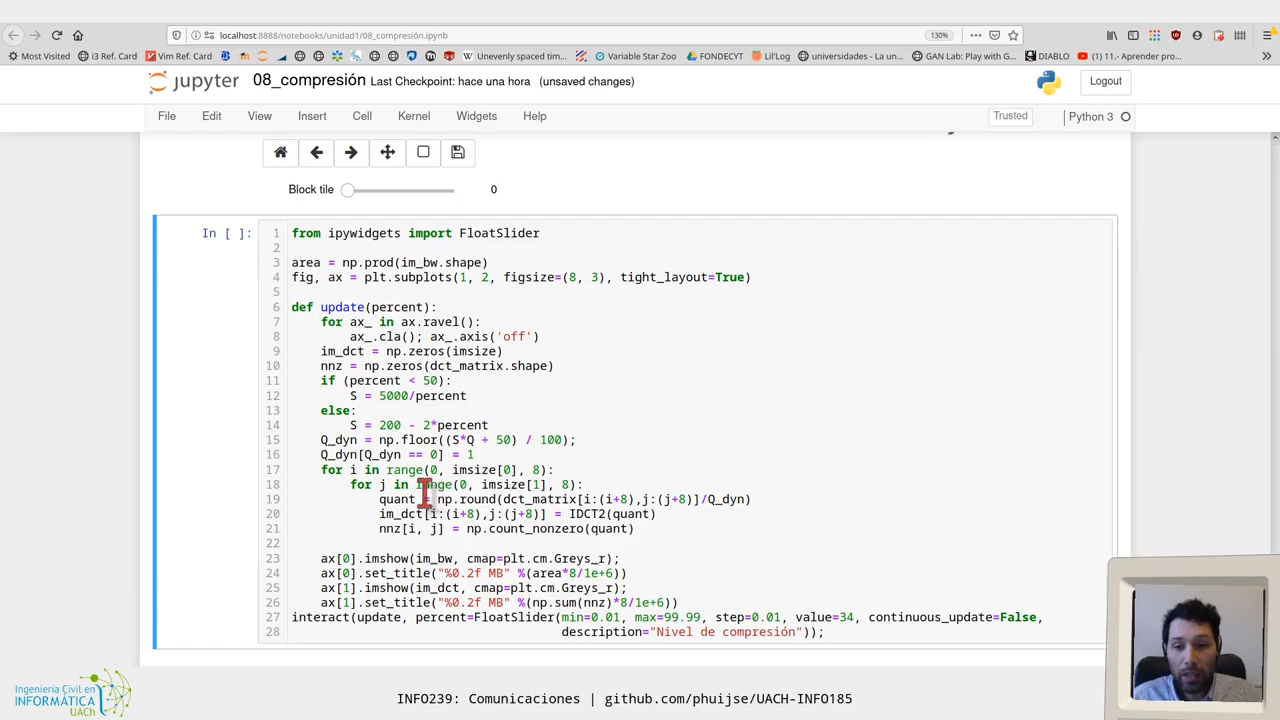 localhost:8888/notebooks/unidad1/08_compresión.ipynb
130%
Most Visited
i3 Ref. Card
Vim Ref. Card
Unevenly spaced tim...
Variable Star Zoo
FONDECYT
Lil'Log
universidades - La un...
GAN Lab: Play with G...
DIABLO
(1) 11.- Aprender pro...
jupyter 08_compresión Last Checkpoint: hace una hora (unsaved changes)
Logout
File Edit View Insert Cell Kernel Widgets Help
Trusted
Python 3
Block tile 0
In [ ]:
1 from ipywidgets import FloatSlider
2
3 area = np.prod(im_bw.shape)
4 fig, ax = plt.subplots(1, 2, figsize=(8, 3), tight_layout=True)
5
6 def update(percent):
7     for ax_ in ax.ravel():
8         ax_.cla(); ax_.axis('off')
9     im_dct = np.zeros(imsize)
10     nnz = np.zeros(dct_matrix.shape)
11     if (percent < 50):
12         S = 5000/percent
13     else:
14         S = 200 - 2*percent
15     Q_dyn = np.floor((S*Q + 50) / 100);
16     Q_dyn[Q_dyn == 0] = 1
17     for i in range(0, imsize[0], 8):
18         for j in range(0, imsize[1], 8):
19             quant = np.round(dct_matrix[i:(i+8),j:(j+8)]/Q_dyn)
20             im_dct[i:(i+8),j:(j+8)] = IDCT2(quant)
21             nnz[i, j] = np.count_nonzero(quant)
22
23     ax[0].imshow(im_bw, cmap=plt.cm.Greys_r);
24     ax[0].set_title("%0.2f MB" %(area*8/1e+6))
25     ax[1].imshow(im_dct, cmap=plt.cm.Greys_r);
26     ax[1].set_title("%0.2f MB" %(np.sum(nnz)*8/1e+6))
27 interact(update, percent=FloatSlider(min=0.01, max=99.99, step=0.01, value=34, continuous_update=False,
28                                      description="Nivel de compresión"));
Ingeniería Civil en
INFORMÁTICA
UACh
INFO239: Comunicaciones | github.com/phuijse/UACH-INFO185